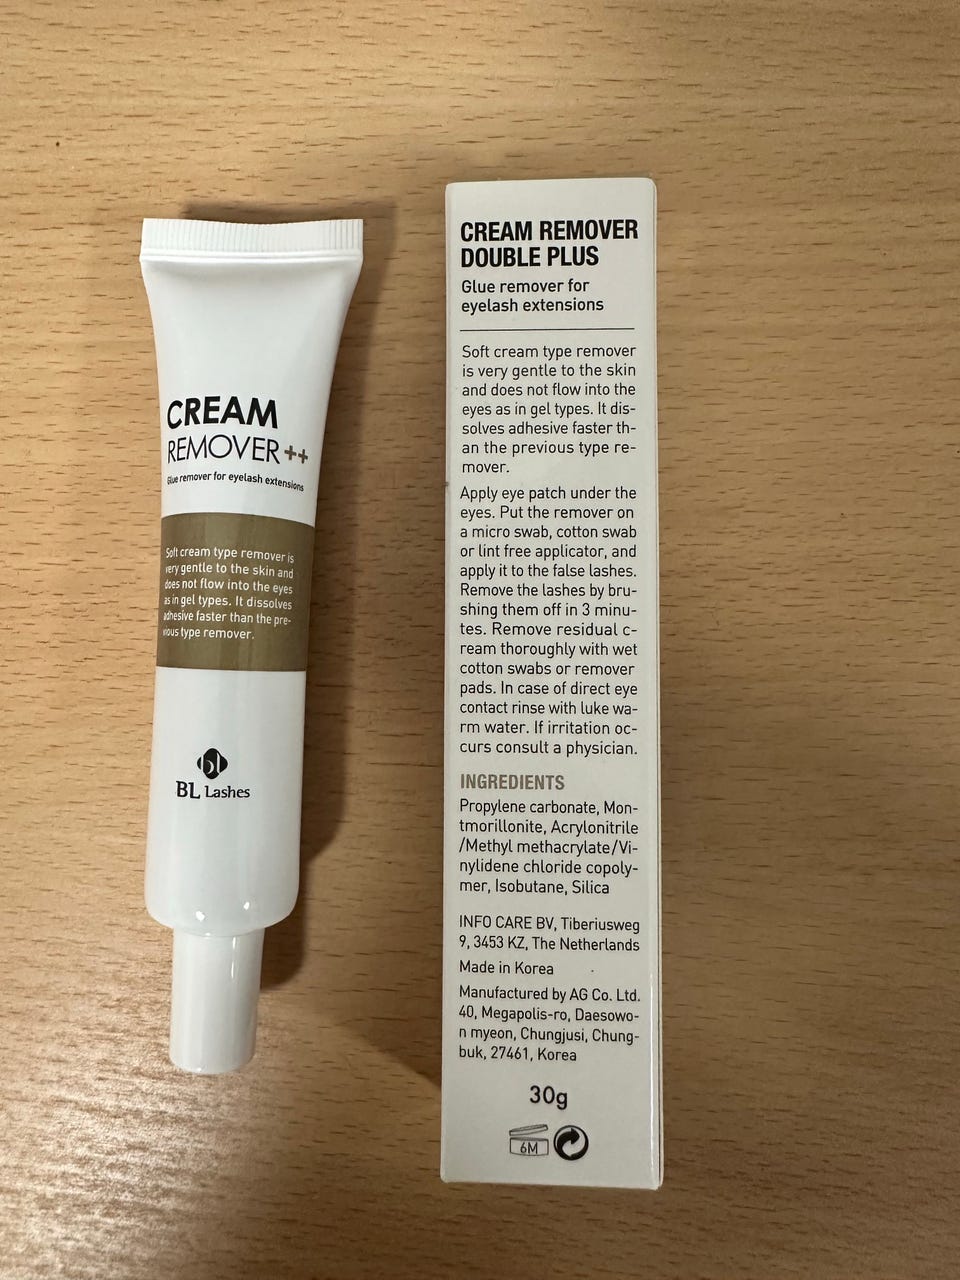 CREAM
REMOVER++
Glue remover for eyelash extensions
Soft cream type remover is
very gentle to the skin and
does not flow into the eyes
as in gel types. It dissolves
adhesive faster than the pre-
vious type remover.
bl
BL Lashes
CREAM REMOVER
DOUBLE PLUS
Glue remover for
eyelash extensions
Soft cream type remover
is very gentle to the skin
and does not flow into the
eyes as in gel types. It dis-
solves adhesive faster th-
an the previous type re-
mover.
Apply eye patch under the
eyes. Put the remover on
a micro swab, cotton swab
or lint free applicator, and
apply it to the false lashes.
Remove the lashes by bru-
shing them off in 3 minu-
tes. Remove residual c-
ream thoroughly with wet
cotton swabs or remover
pads. In case of direct eye
contact rinse with luke wa-
rm water. If irritation oc-
curs consult a physician.
INGREDIENTS
Propylene carbonate, Mon-
tmorillonite, Acrylonitrile
/Methyl methacrylate/Vi-
nylidene chloride copoly-
mer, Isobutane, Silica
INFO CARE BV, Tiberiusweg
9, 3453 KZ, The Netherlands
Made in Korea
Manufactured by AG Co. Ltd.
40, Megapolis-ro, Daesowo-
n myeon, Chungjusi, Chung-
buk, 27461, Korea
30g
6M